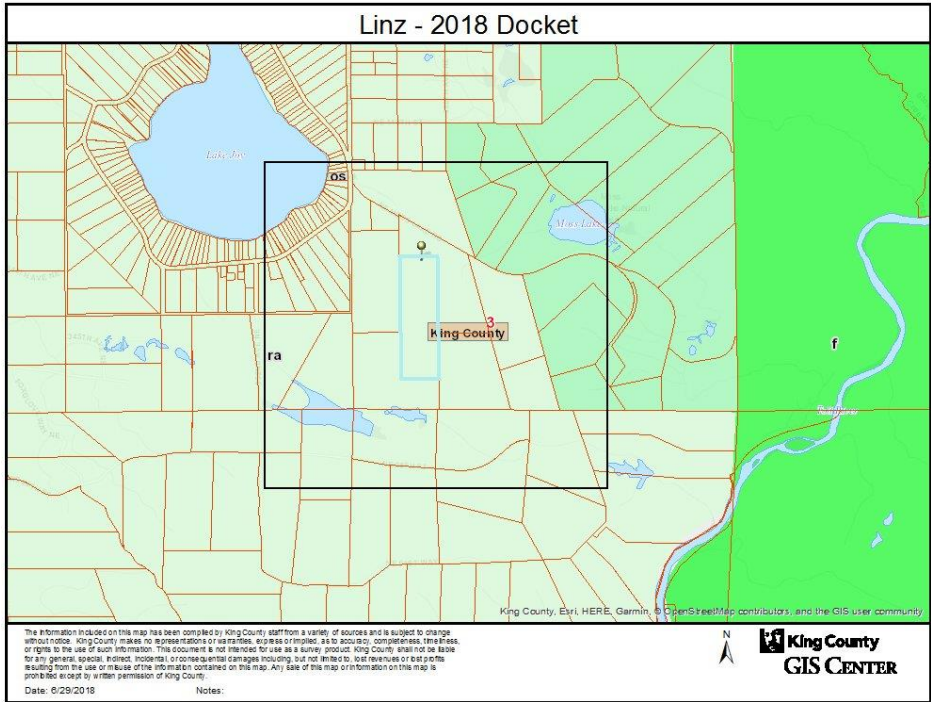 Linz - 2018 Docket
Lake Joy
os
Moss Lake
3
King County
ra
f
King County, Esri, HERE, Garmin, © OpenStreetMap contributors, and the GIS user community
The information included on this map has been compiled by King County staff from a variety of sources and is subject to change
without notice. King County makes no representations or warranties, express or implied, as to accuracy, completeness, timeliness,
or rights to the use of such information. This document is not intended for use as a survey product. King County shall not be liable
for any general, special, indirect, incidental, or consequential damages including, but not limited to, lost revenues or lost profits
resulting from the use or misuse of the information contained on this map. Any sale of this map or information on this map is
prohibited except by written permission of King County.
Date: 6/29/2018
Notes:
N
King County
GIS CENTER